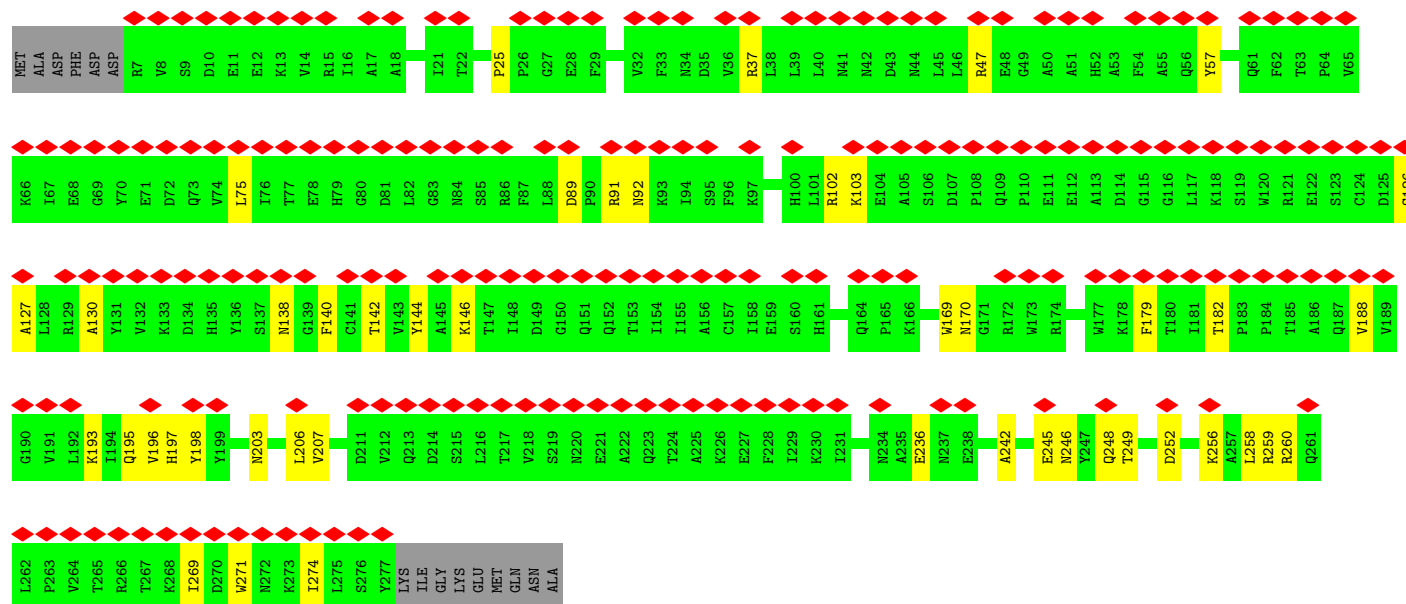 MET ALA ASP PHE ASP ASP R7 V8 S9 D10 E11 E12 K13 V14 R15 I16 A17 A18 I21 T22 P25 P26 G27 E28 F29 V32 F33 N34 D35 V36 R37 L38 L39 L40 N41 N42 D43 N44 L45 L46 R47 E48 G49 A50 A51 H52 A53 F54 A55 Q56 Y57 Q61 F62 T63 P64 V65
K66 I67 E68 G69 Y70 E71 D72 Q73 V74 L75 I76 T77 E78 H79 G80 D81 L82 G83 N84 S85 R86 F87 L88 D89 P90 R91 N92 K93 I94 S95 F96 K97 H100 L101 R102 K103 E104 A105 S106 D107 P108 Q109 P110 E111 E112 A113 D114 G115 G116 L117 K118 S119 W120 R121 E122 S123 C124 D125
A127 L128 R129 A130 Y131 V132 K133 D134 H135 Y136 S137 N138 G139 F140 C141 T142 V143 Y144 A145 K146 T147 I148 D149 G150 Q151 Q152 T153 I154 I155 A156 C157 I158 E159 S160 H161 Q164 P165 K166 W169 N170 G171 R172 W173 R174 W177 K178 F179 T180 I181 T182 P183 P184 T185 A186 Q187 V188 V189
G190 V191 L192 K193 I194 Q195 V196 H197 Y198 Y199 N203 L206 V207 D211 V212 Q213 D214 S215 L216 T217 V218 S219 N220 E221 A222 Q223 T224 A225 K226 E227 F228 I229 K230 I231 N234 A235 E236 N237 E238 A242 E245 N246 Y247 Q248 T249 D252 K256 A257 L258 R259 R260 Q261
L262 P263 V264 T265 R266 T267 K268 I269 D270 W271 N272 K273 I274 L275 S276 Y277 LYS ILE GLY LYS GLU MET GLN ASN ALA